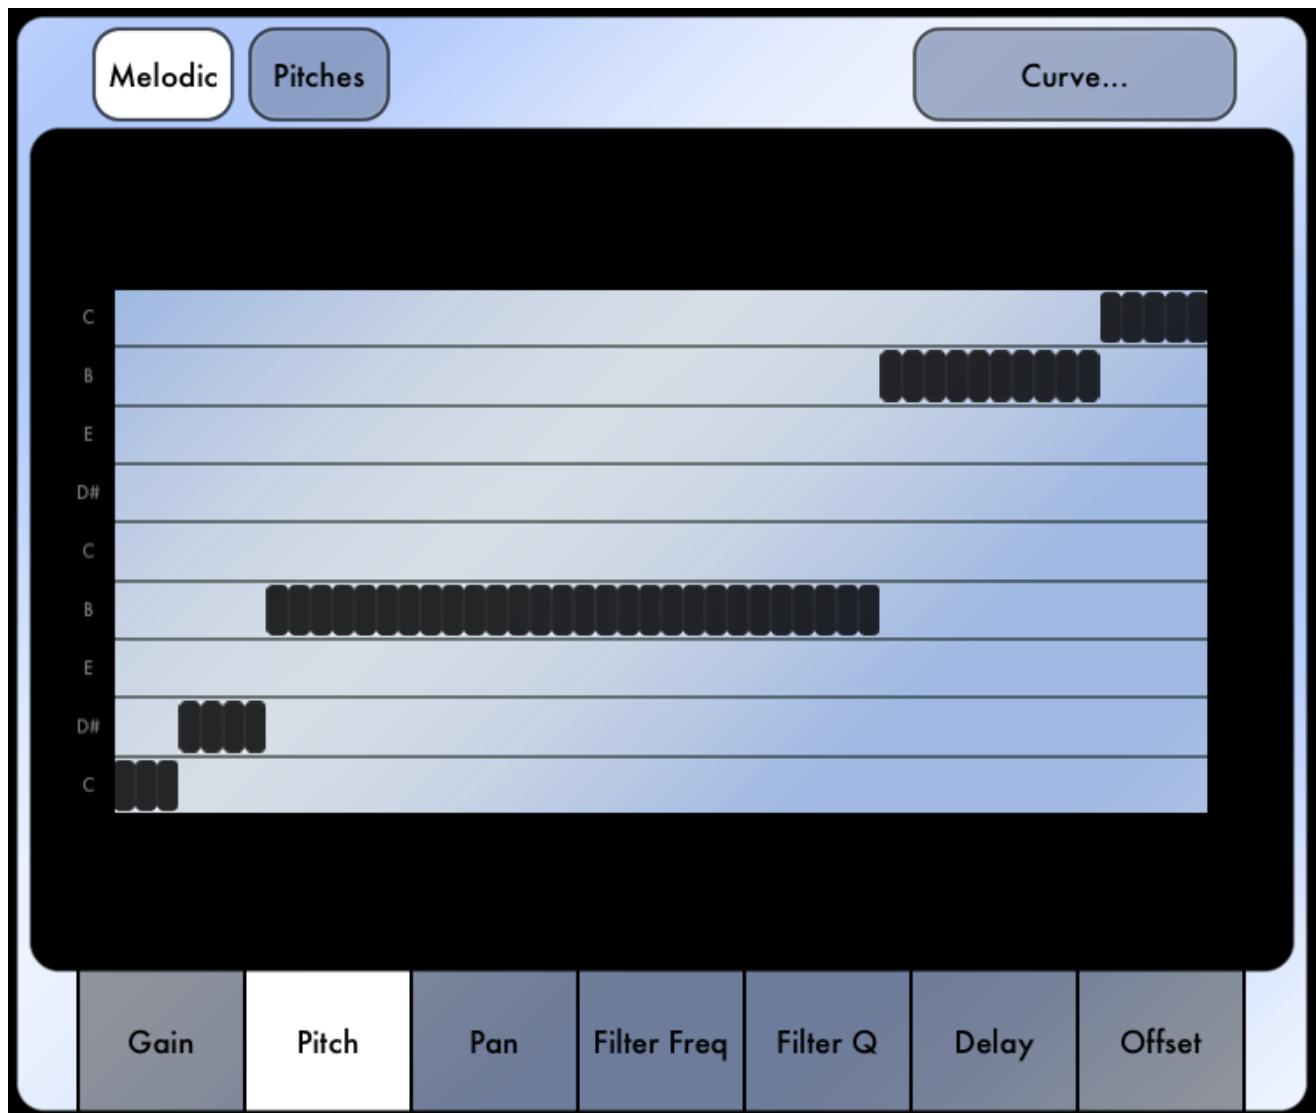 Melodic Pitches Curve...
C
B
E
D#
C
B
E
D#
C
Gain Pitch Pan Filter Freq Filter Q Delay Offset